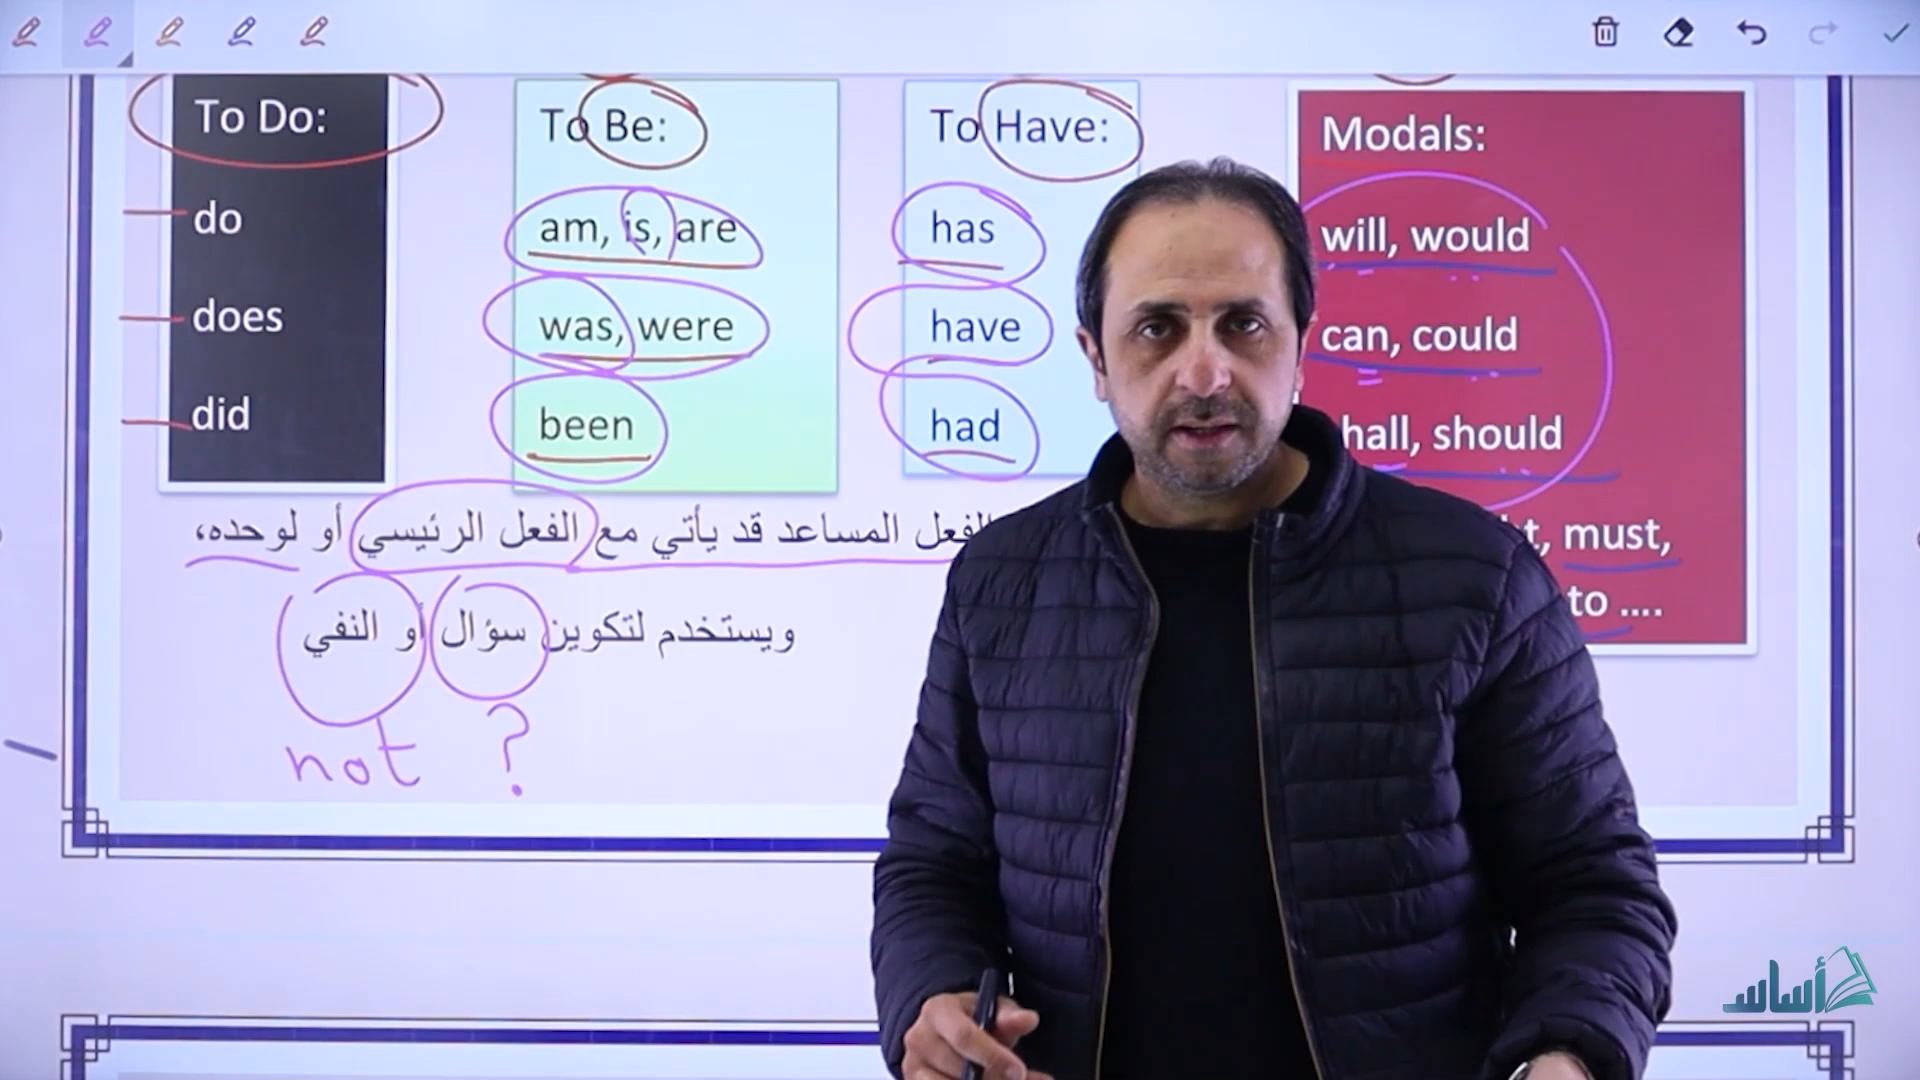 To Do:
do
does
did
To Be:
am, is, are
was, were
been
To Have:
has
have
had
Modals:
will, would
can, could
hall, should
must,
to ....
الفعل المساعد قد يأتي مع الفعل الرئيسي أو لوحده،
ويستخدم لتكوين سؤال أو النفي
not ?
أساس